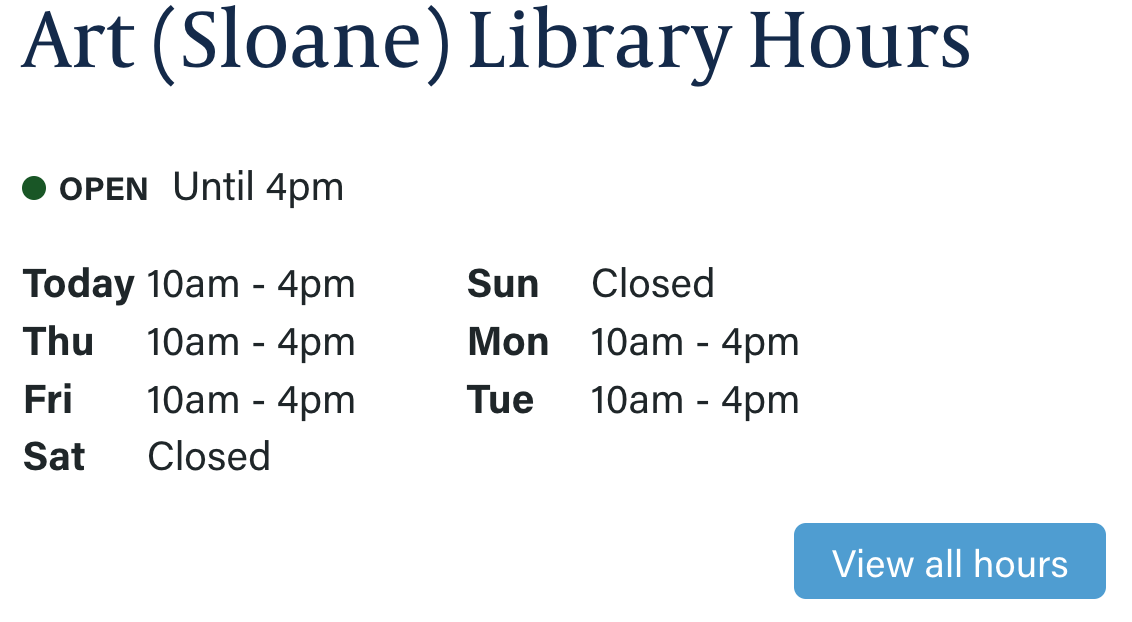 Art (Sloane) Library Hours
OPEN Until 4pm
Today 10am - 4pm
Thu 10am - 4pm
Fri 10am - 4pm
Sat Closed
Sun Closed
Mon 10am - 4pm
Tue 10am - 4pm
View all hours